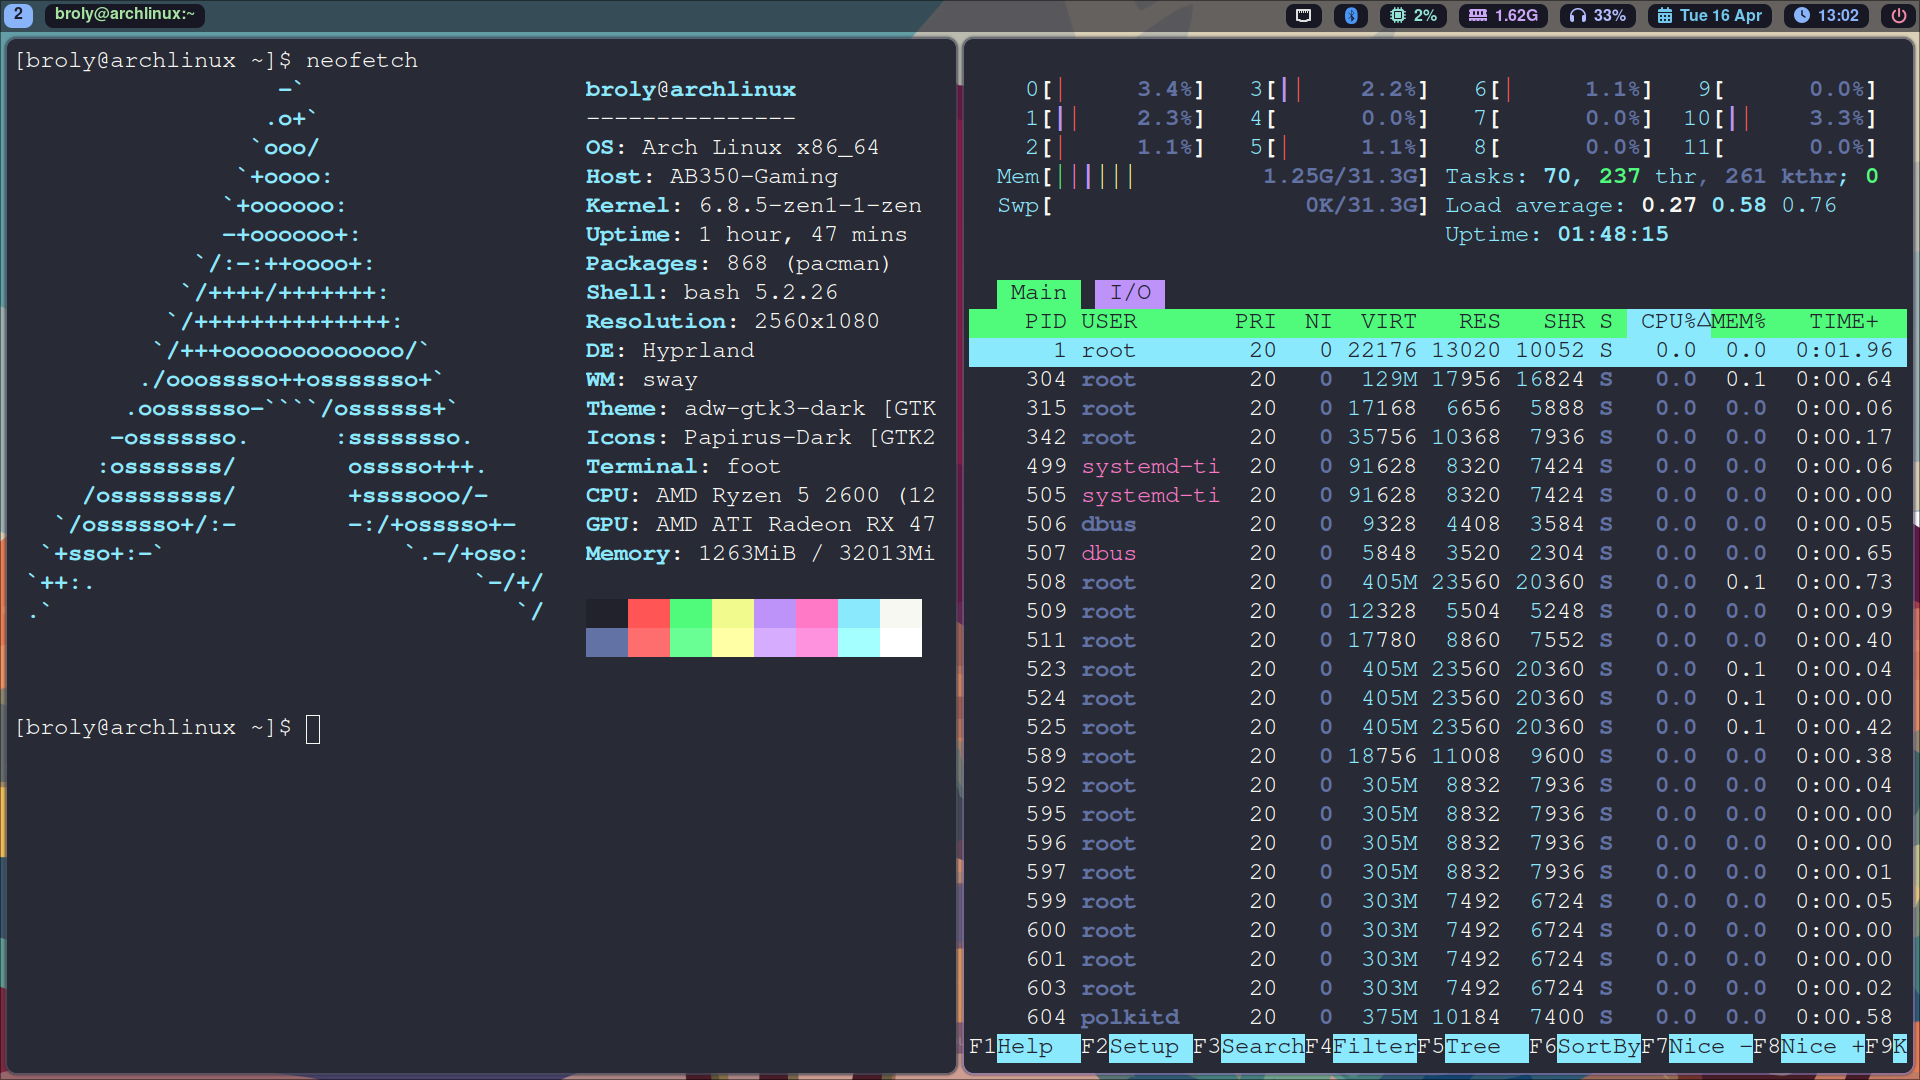 2 broly@archlinux:~ 2% 1.62G 33% Tue 16 Apr 13:02
[broly@archlinux ~]$ neofetch
-`
.o+`
`ooo/
`+oooo:
`+oooooo:
-+oooooo+:
`/:-:++oooo+:
`/++++/+++++++:
`/++++++++++++++:
`/+++ooooooooooooo/`
./ooosssso++osssssso+`
.oossssso-````/ossssss+`
-osssssso. :ssssssso.
:osssssss/ osssso+++.
/ossssssss/ +ssssooo/-
`/ossssso+/:- -:/+osssso+-
`+sso+:-` `.-/+oso:
`++:. `-/+/
.` `/
broly@archlinux
---------------
OS: Arch Linux x86_64
Host: AB350-Gaming
Kernel: 6.8.5-zen1-1-zen
Uptime: 1 hour, 47 mins
Packages: 868 (pacman)
Shell: bash 5.2.26
Resolution: 2560x1080
DE: Hyprland
WM: sway
Theme: adw-gtk3-dark [GTK
Icons: Papirus-Dark [GTK2
Terminal: foot
CPU: AMD Ryzen 5 2600 (12
GPU: AMD ATI Radeon RX 47
Memory: 1263MiB / 32013Mi
[broly@archlinux ~]$
0[| 3.4%] 3[|| 2.2%] 6[| 1.1%] 9[ 0.0%]
1[|| 2.3%] 4[ 0.0%] 7[ 0.0%] 10[|| 3.3%]
2[| 1.1%] 5[| 1.1%] 8[ 0.0%] 11[ 0.0%]
Mem[|||||| 1.25G/31.3G] Tasks: 70, 237 thr, 261 kthr; 0
Swp[ 0K/31.3G] Load average: 0.27 0.58 0.76
Uptime: 01:48:15
Main I/O
PID USER PRI NI VIRT RES SHR S CPU%△MEM% TIME+
1 root 20 0 22176 13020 10052 S 0.0 0.0 0:01.96
304 root 20 0 129M 17956 16824 S 0.0 0.1 0:00.64
315 root 20 0 17168 6656 5888 S 0.0 0.0 0:00.06
342 root 20 0 35756 10368 7936 S 0.0 0.0 0:00.17
499 systemd-ti 20 0 91628 8320 7424 S 0.0 0.0 0:00.06
505 systemd-ti 20 0 91628 8320 7424 S 0.0 0.0 0:00.00
506 dbus 20 0 9328 4408 3584 S 0.0 0.0 0:00.05
507 dbus 20 0 5848 3520 2304 S 0.0 0.0 0:00.65
508 root 20 0 405M 23560 20360 S 0.0 0.1 0:00.73
509 root 20 0 12328 5504 5248 S 0.0 0.0 0:00.09
511 root 20 0 17780 8860 7552 S 0.0 0.0 0:00.40
523 root 20 0 405M 23560 20360 S 0.0 0.1 0:00.04
524 root 20 0 405M 23560 20360 S 0.0 0.1 0:00.00
525 root 20 0 405M 23560 20360 S 0.0 0.1 0:00.42
589 root 20 0 18756 11008 9600 S 0.0 0.0 0:00.38
592 root 20 0 305M 8832 7936 S 0.0 0.0 0:00.04
595 root 20 0 305M 8832 7936 S 0.0 0.0 0:00.00
596 root 20 0 305M 8832 7936 S 0.0 0.0 0:00.00
597 root 20 0 305M 8832 7936 S 0.0 0.0 0:00.01
599 root 20 0 303M 7492 6724 S 0.0 0.0 0:00.05
600 root 20 0 303M 7492 6724 S 0.0 0.0 0:00.00
601 root 20 0 303M 7492 6724 S 0.0 0.0 0:00.00
603 root 20 0 303M 7492 6724 S 0.0 0.0 0:00.02
604 polkitd 20 0 375M 10184 7400 S 0.0 0.0 0:00.58
F1Help F2Setup F3SearchF4FilterF5Tree F6SortByF7Nice -F8Nice +F9K